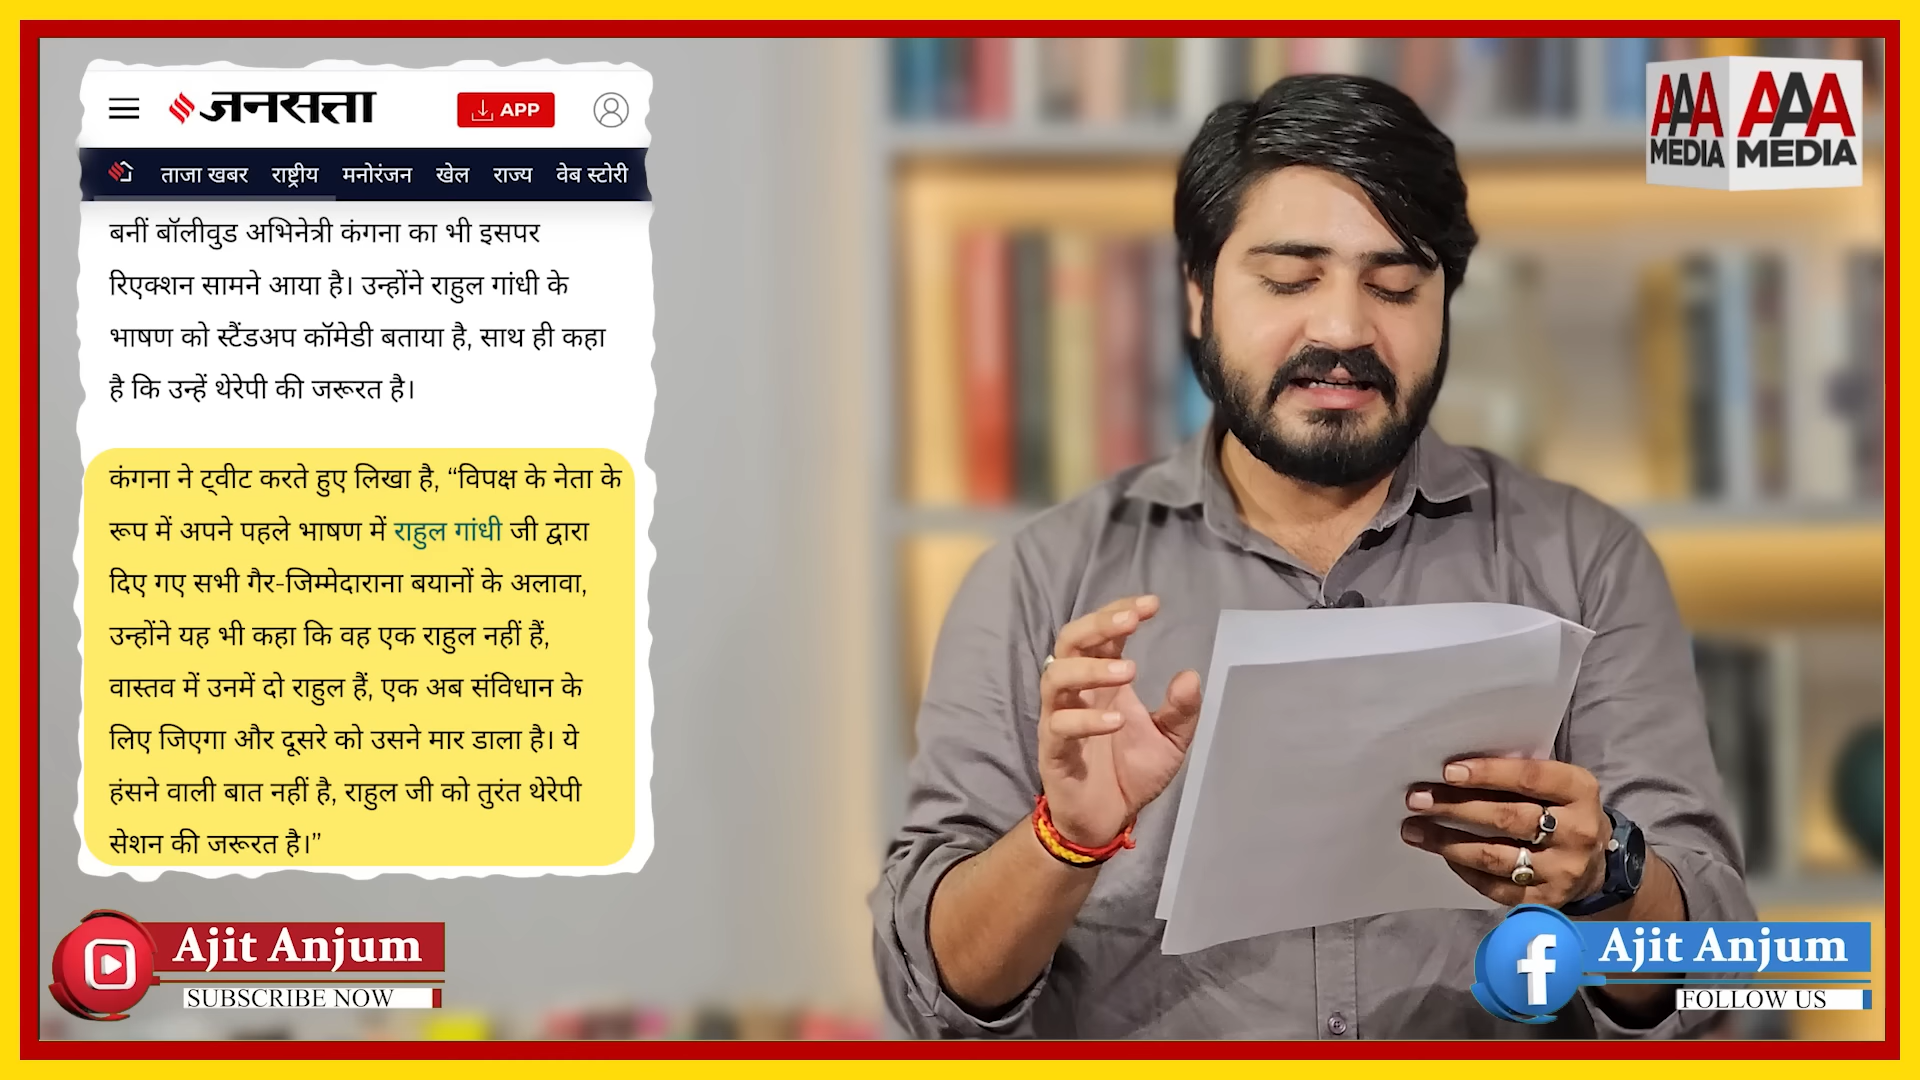 जनसत्ता
APP
ताजा खबर राष्ट्रीय मनोरंजन खेल राज्य वेब स्टोरी
बनीं बॉलीवुड अभिनेत्री कंगना का भी इसपर
रिएक्शन सामने आया है। उन्होंने राहुल गांधी के
भाषण को स्टैंडअप कॉमेडी बताया है, साथ ही कहा
है कि उन्हें थेरेपी की जरूरत है।
कंगना ने ट्वीट करते हुए लिखा है, “विपक्ष के नेता के
रूप में अपने पहले भाषण में राहुल गांधी जी द्वारा
दिए गए सभी गैर-जिम्मेदाराना बयानों के अलावा,
उन्होंने यह भी कहा कि वह एक राहुल नहीं हैं,
वास्तव में उनमें दो राहुल हैं, एक अब संविधान के
लिए जिएगा और दूसरे को उसने मार डाला है। ये
हंसने वाली बात नहीं है, राहुल जी को तुरंत थेरेपी
सेशन की जरूरत है।”
AAA AAA
MEDIA MEDIA
Ajit Anjum
SUBSCRIBE NOW
Ajit Anjum
FOLLOW US